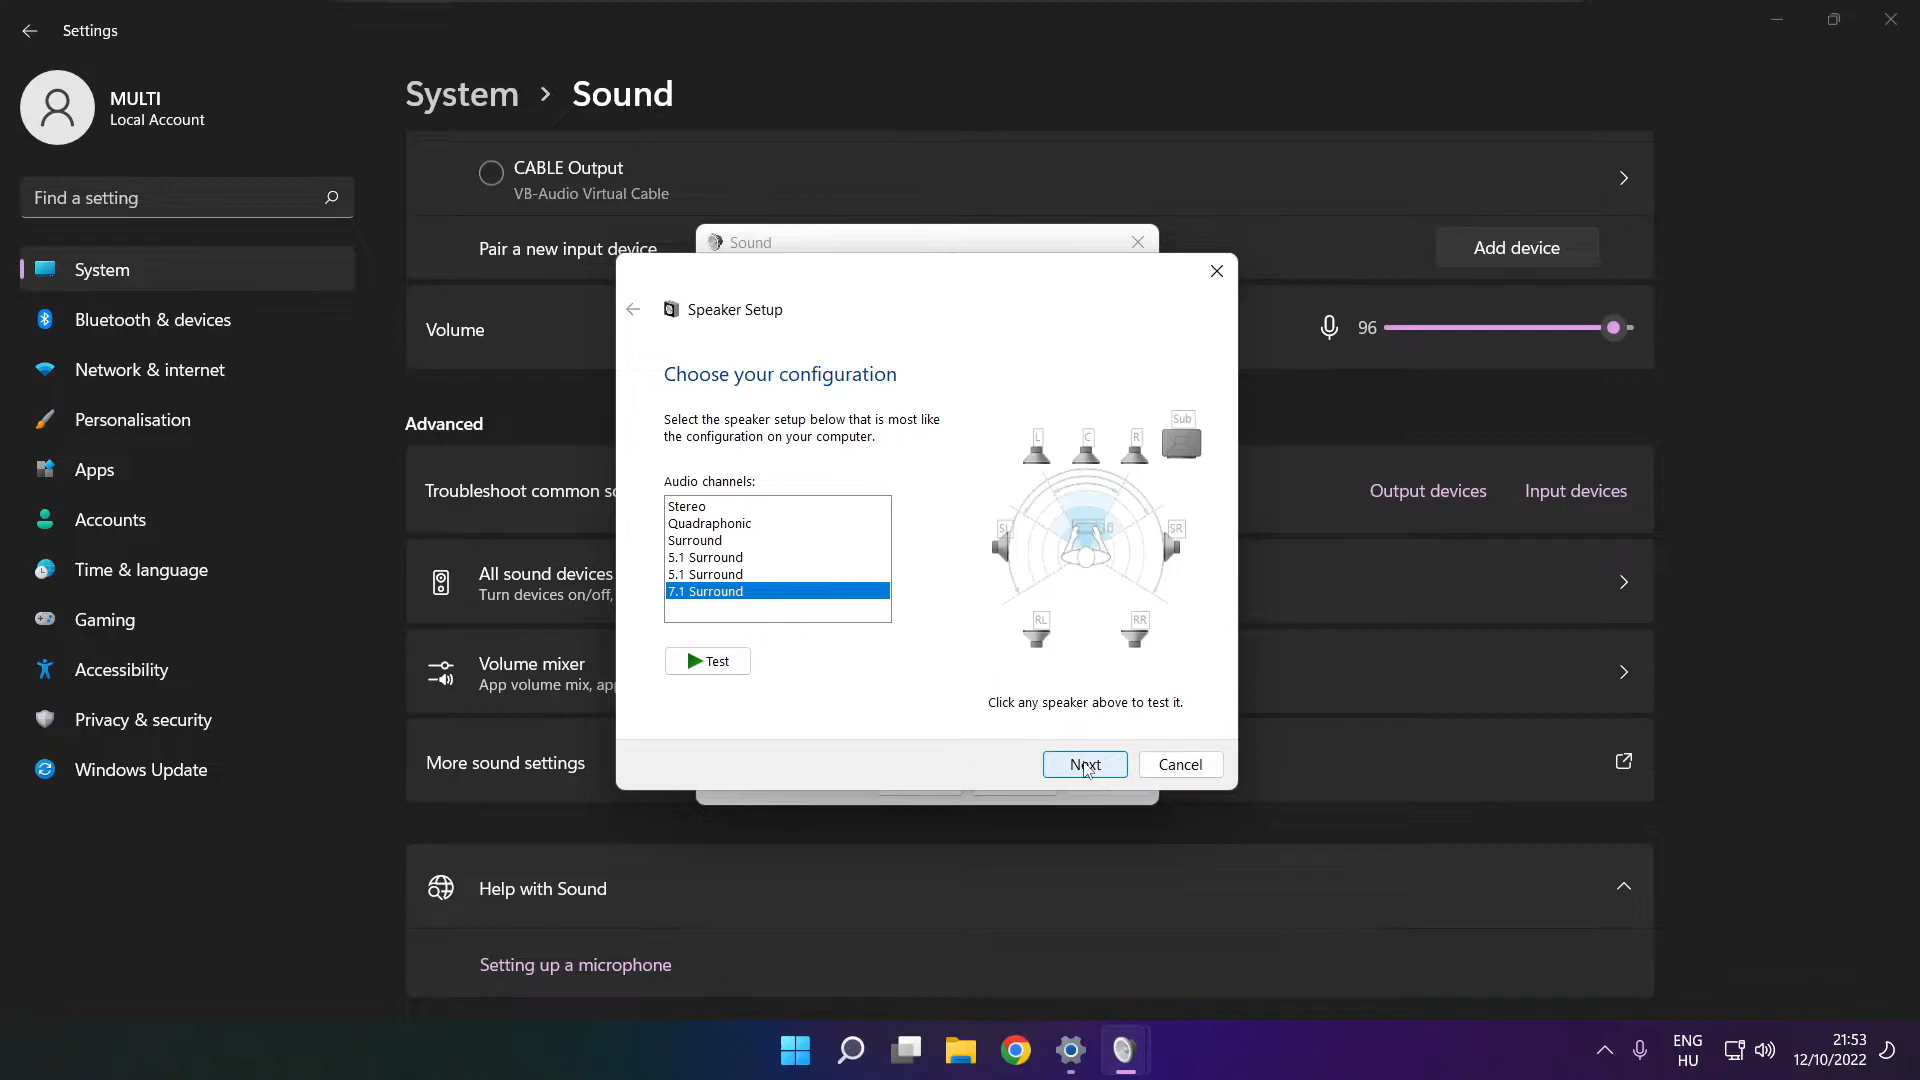 Settings
MULTI
Local Account
Find a setting
System
Bluetooth & devices
Network & internet
Personalisation
Apps
Accounts
Time & language
Gaming
Accessibility
Privacy & security
Windows Update
System > Sound
CABLE Output
VB-Audio Virtual Cable
Pair a new input device
Add device
Volume
96
Advanced
Troubleshoot common
Output devices
Input devices
All sound devices
Turn devices on/off,
Volume mixer
App volume mix,
More sound settings
Help with Sound
Setting up a microphone
Sound
Speaker Setup
Choose your configuration
Select the speaker setup below that is most like
the configuration on your computer.
Audio channels:
Stereo
Quadraphonic
Surround
5.1 Surround
5.1 Surround
7.1 Surround
Test
L
C
R
Sub
SL
SR
RL
RR
Click any speaker above to test it.
Next
Cancel
ENG
HU
21:53
12/10/2022